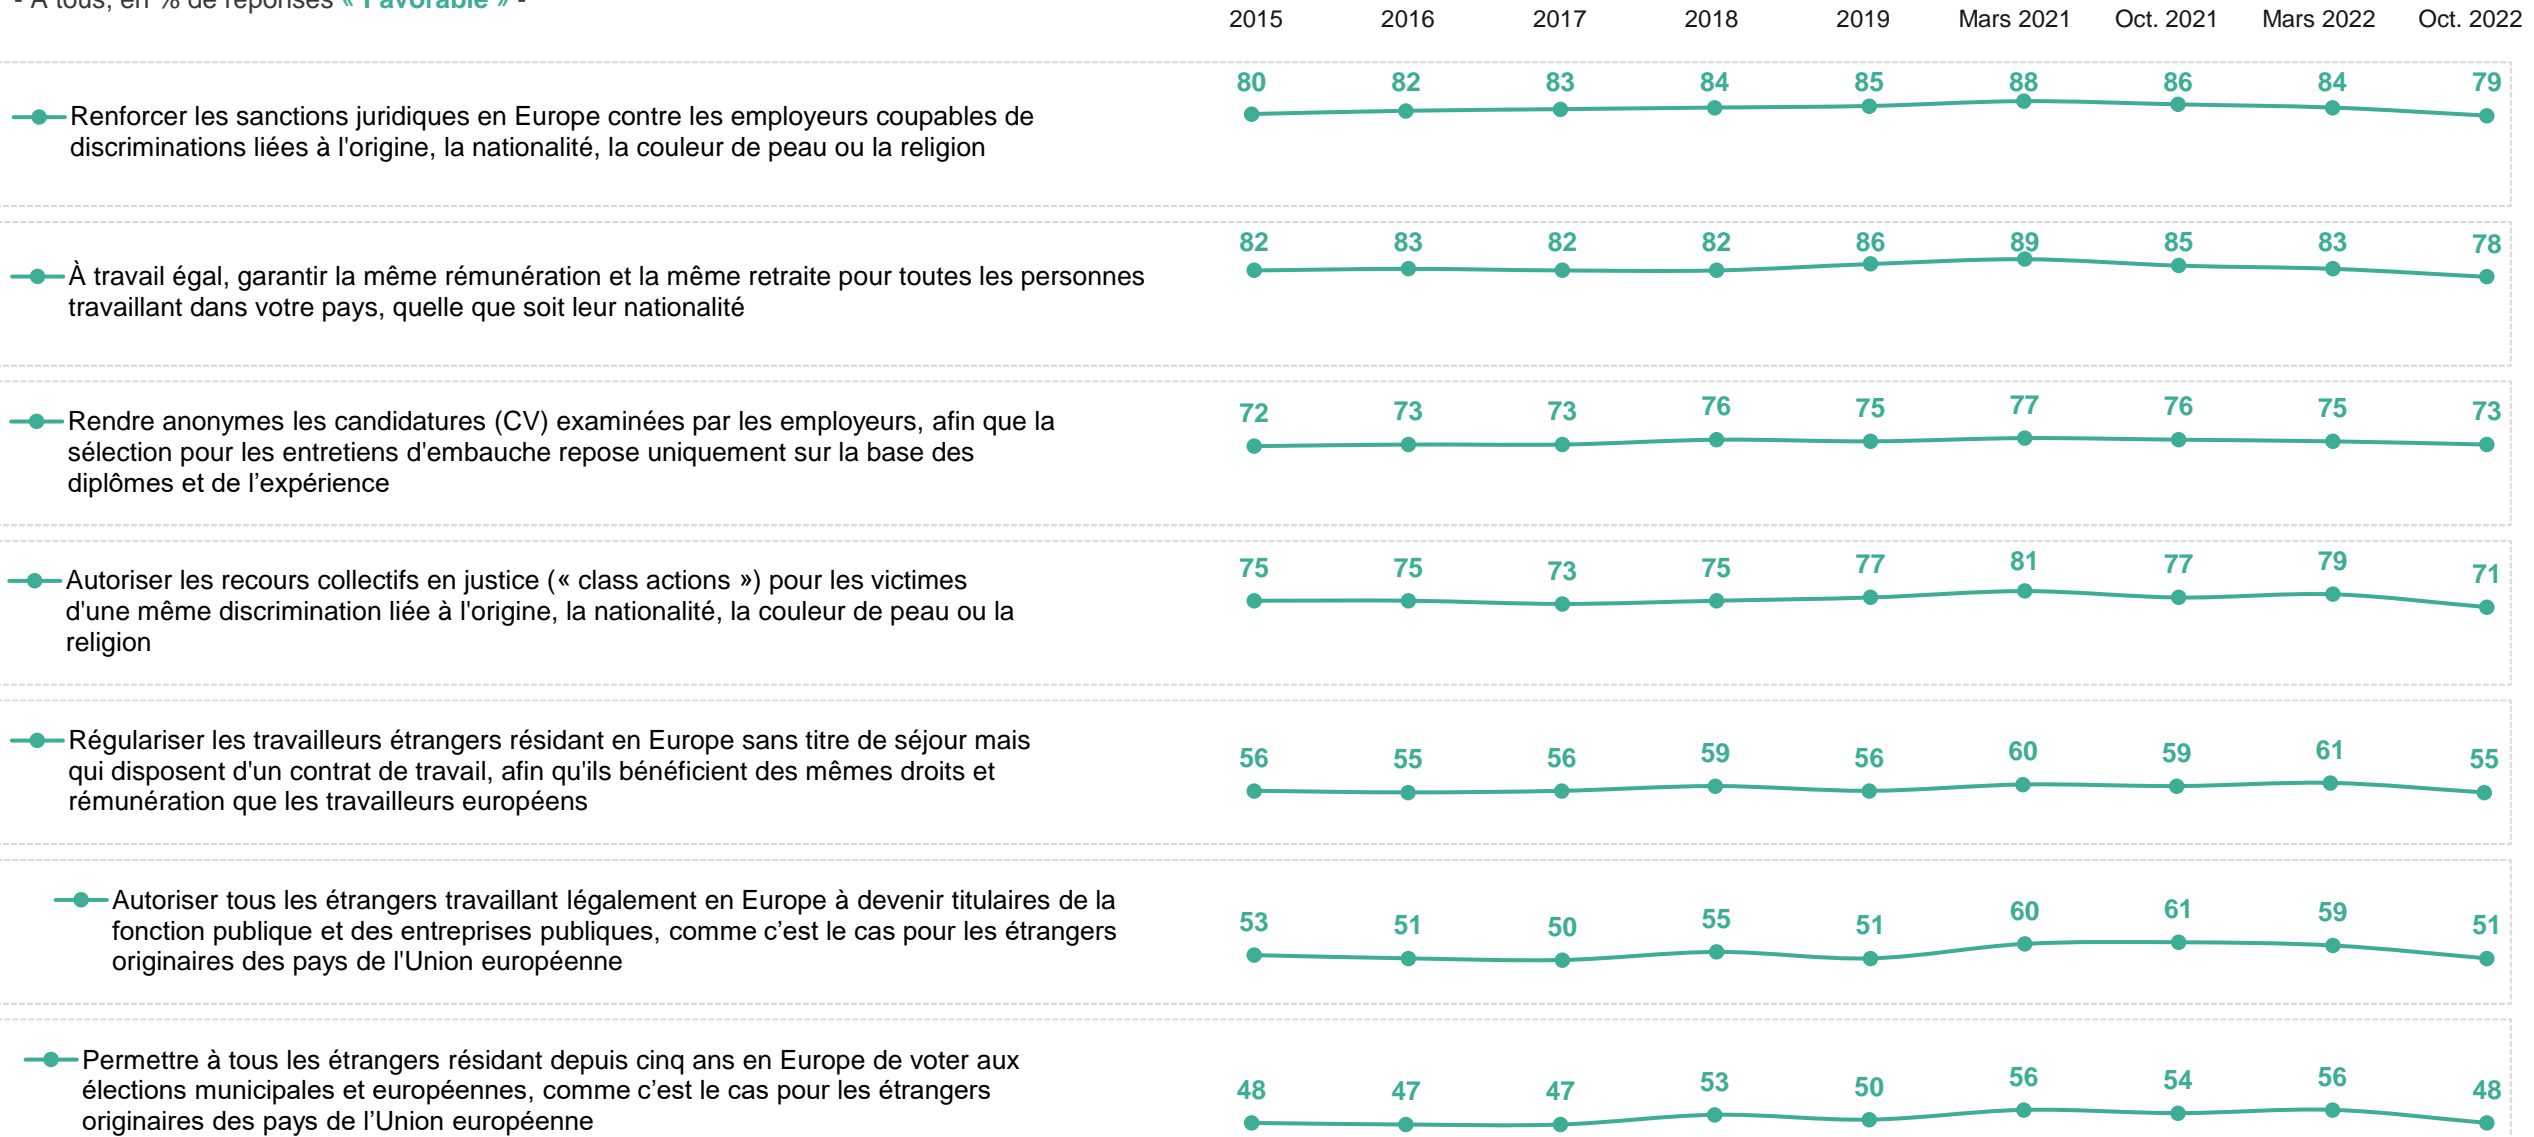 - À tous, en % de réponses « Favorable » -
2015 2016 2017 2018 2019 Mars 2021 Oct. 2021 Mars 2022 Oct. 2022
80 82 83 84 85 88 86 84 79
Renforcer les sanctions juridiques en Europe contre les employeurs coupables de
discriminations liées à l'origine, la nationalité, la couleur de peau ou la religion
82 83 82 82 86 89 85 83 78
À travail égal, garantir la même rémunération et la même retraite pour toutes les personnes
travaillant dans votre pays, quelle que soit leur nationalité
72 73 73 76 75 77 76 75 73
Rendre anonymes les candidatures (CV) examinées par les employeurs, afin que la
sélection pour les entretiens d'embauche repose uniquement sur la base des
diplômes et de l’expérience
75 75 73 75 77 81 77 79 71
Autoriser les recours collectifs en justice (« class actions ») pour les victimes
d'une même discrimination liée à l'origine, la nationalité, la couleur de peau ou la
religion
56 55 56 59 56 60 59 61 55
Régulariser les travailleurs étrangers résidant en Europe sans titre de séjour mais
qui disposent d'un contrat de travail, afin qu'ils bénéficient des mêmes droits et
rémunération que les travailleurs européens
53 51 50 55 51 60 61 59 51
Autoriser tous les étrangers travaillant légalement en Europe à devenir titulaires de la
fonction publique et des entreprises publiques, comme c’est le cas pour les étrangers
originaires des pays de l'Union européenne
48 47 47 53 50 56 54 56 48
Permettre à tous les étrangers résidant depuis cinq ans en Europe de voter aux
élections municipales et européennes, comme c’est le cas pour les étrangers
originaires des pays de l’Union européenne